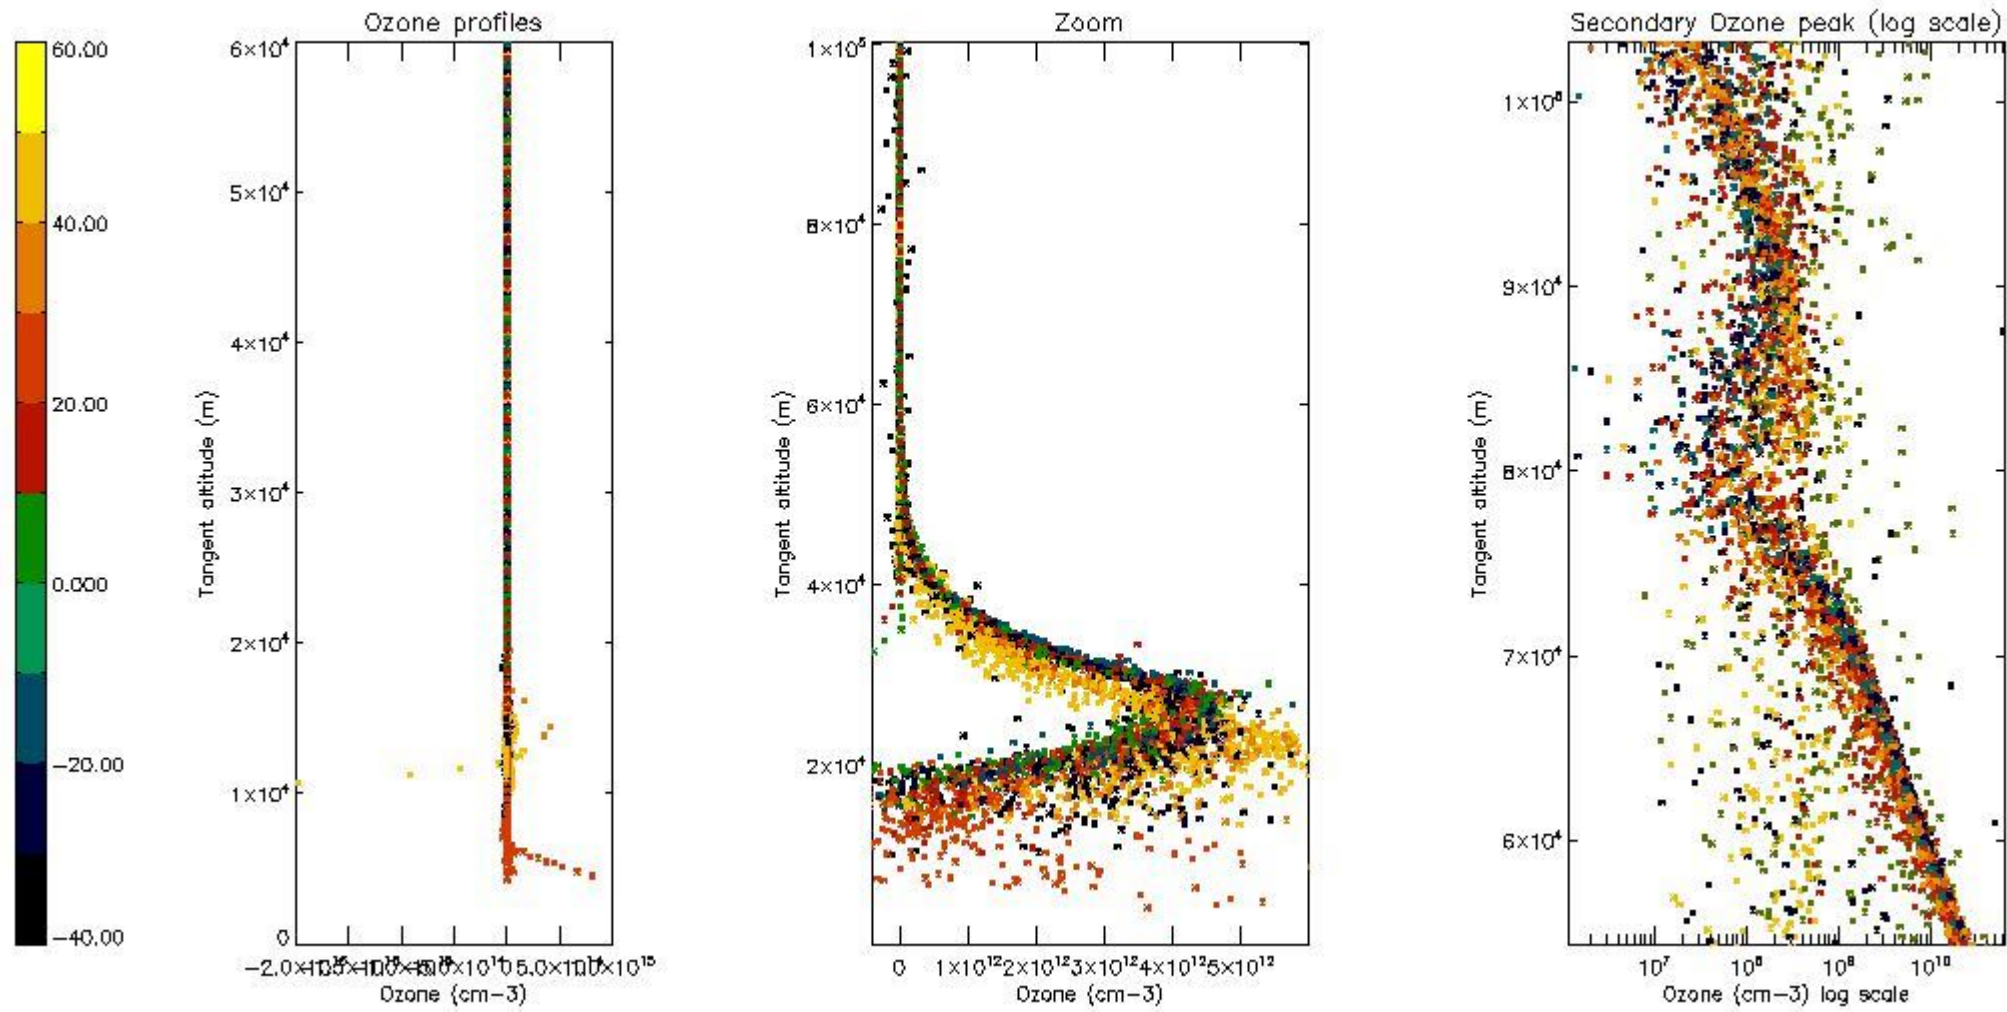 Ozone profiles
Zoom
Secondary Ozone peak (log scale)
60.00
40.00
20.00
0.000
−20.00
−40.00
Tangent altitude (m)
6×10⁴
5×10⁴
4×10⁴
3×10⁴
2×10⁴
1×10⁴
0
5.0×10¹⁴
Ozone (cm−3)
Tangent altitude (m)
1×10⁵
8×10⁴
6×10⁴
4×10⁴
2×10⁴
0 1×10¹² 2×10¹² 3×10¹² 4×10¹² 5×10¹²
Ozone (cm−3)
Tangent altitude (m)
1×10⁵
9×10⁴
8×10⁴
7×10⁴
6×10⁴
10⁷ 10⁸ 10⁹ 10¹⁰
Ozone (cm−3) log scale